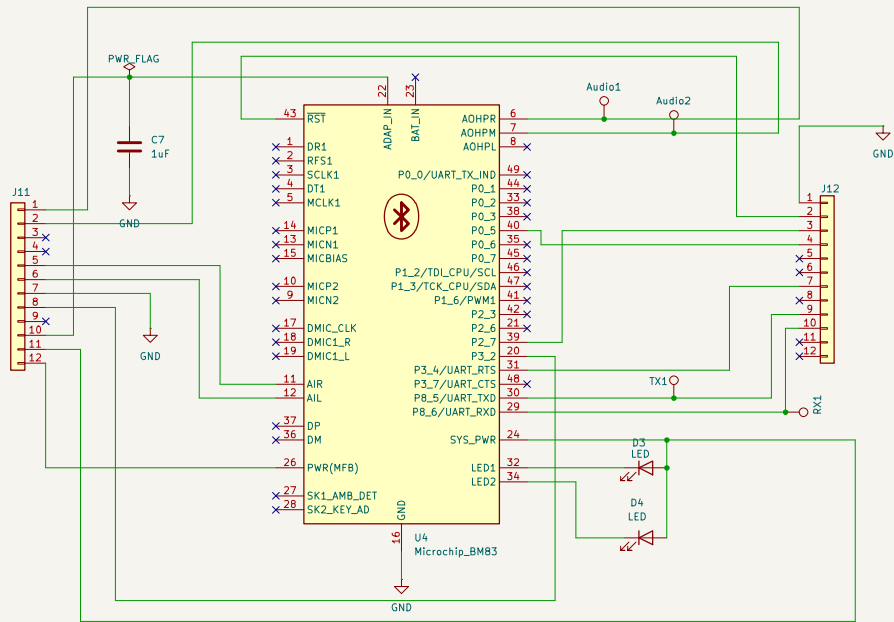 PWR_FLAG
C7
1uF
GND
J11
1
2
3
4
5
6
7
8
9
10
11
12
GND
22
ADAP_IN
23
BAT_IN
43 RST
1 DR1
2 RFS1
3 SCLK1
4 DT1
5 MCLK1
14 MICP1
13 MICN1
15 MICBIAS
10 MICP2
9 MICN2
17 DMIC_CLK
18 DMIC1_R
19 DMIC1_L
11 AIR
12 AIL
37 DP
36 DM
26 PWR(MFB)
27 SK1_AMB_DET
28 SK2_KEY_AD
AOHPR 6
AOHPM 7
AOHPL 8
P0_0/UART_TX_IND 49
P0_1 44
P0_2 33
P0_3 38
P0_5 40
P0_6 35
P0_7 45
P1_2/TDI_CPU/SCL 46
P1_3/TCK_CPU/SDA 47
P1_6/PWM1 41
P2_3 42
P2_6 21
P2_7 39
P3_2 20
P3_4/UART_RTS 31
P3_7/UART_CTS 48
P8_5/UART_TXD 30
P8_6/UART_RXD 29
SYS_PWR 24
LED1 32
LED2 34
GND
16
U4
Microchip_BM83
GND
Audio1
Audio2
TX1
RX1
D3
LED
D4
LED
GND
J12
1
2
3
4
5
6
7
8
9
10
11
12